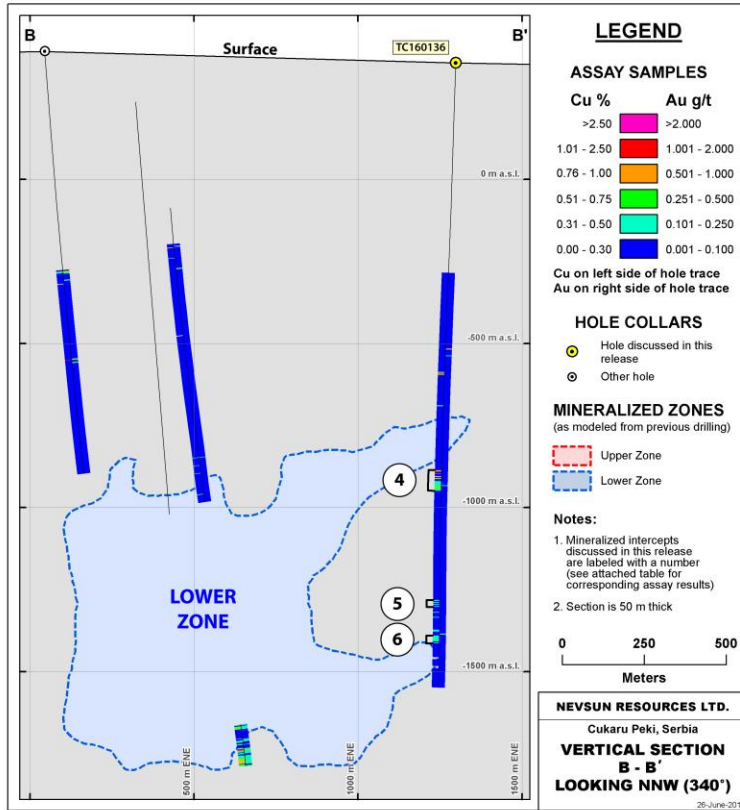 B
Surface
TC160136
B'
0 m a.s.l.
-500 m a.s.l.
4
-1000 m a.s.l.
LOWER
ZONE
5
6
-1500 m a.s.l.
500 m ENE
1000 m ENE
1500 m ENE
LEGEND
ASSAY SAMPLES
Cu % Au g/t
>2.50 >2.000
1.01 - 2.50 1.001 - 2.000
0.76 - 1.00 0.501 - 1.000
0.51 - 0.75 0.251 - 0.500
0.31 - 0.50 0.101 - 0.250
0.00 - 0.30 0.001 - 0.100
Cu on left side of hole trace
Au on right side of hole trace
HOLE COLLARS
Hole discussed in this
release
Other hole
MINERALIZED ZONES
(as modeled from previous drilling)
Upper Zone
Lower Zone
Notes:
1. Mineralized intercepts
discussed in this release
are labeled with a number
(see attached table for
corresponding assay results)
2. Section is 50 m thick
0 500
Meters
NEVSUN RESOURCES LTD.
Cukaru Peki, Serbia
VERTICAL SECTION
B - B'
LOOKING NNW (340°)